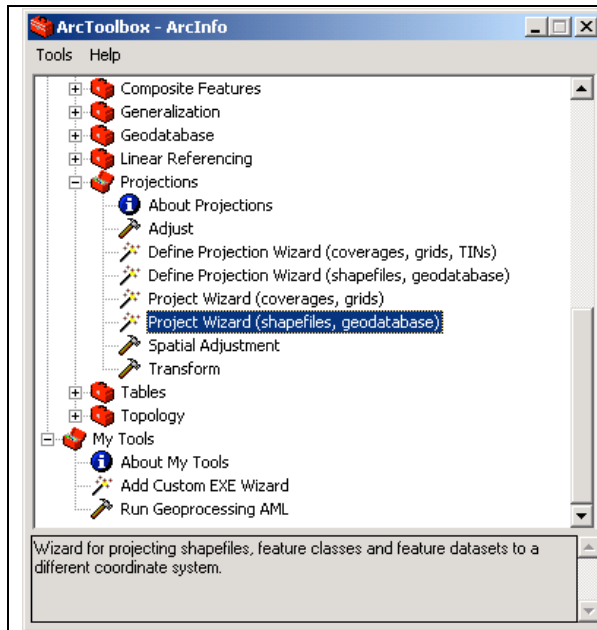 ArcToolbox - ArcInfo
Tools Help
Composite Features
Generalization
Geodatabase
Linear Referencing
Projections
About Projections
Adjust
Define Projection Wizard (coverages, grids, TINs)
Define Projection Wizard (shapefiles, geodatabase)
Project Wizard (coverages, grids)
Project Wizard (shapefiles, geodatabase)
Spatial Adjustment
Transform
Tables
Topology
My Tools
About My Tools
Add Custom EXE Wizard
Run Geoprocessing AML
Wizard for projecting shapefiles, feature classes and feature datasets to a
different coordinate system.